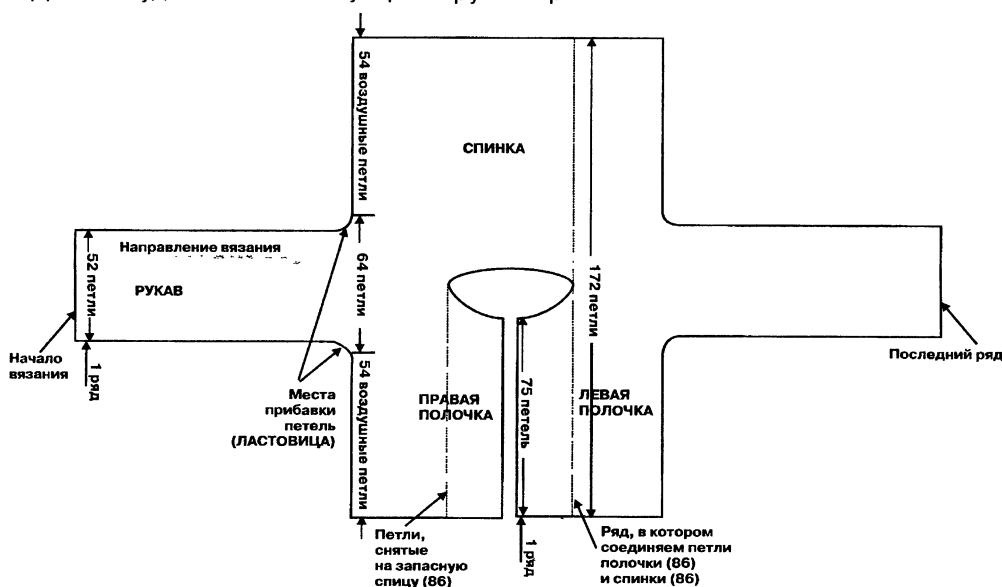 54 воздушные петли
СПИНКА
Направление вязания
52 петли
64 петли
172 петли
РУКАВ
Начало
вязания
1 ряд
Места
прибавки
петель
(ЛАСТОВИЦА)
54 воздушные петли
ПРАВАЯ
ПОЛОЧКА
75 петель
ЛЕВАЯ
ПОЛОЧКА
Последний ряд
Петли,
снятые
на запасную
спицу (86)
1 ряд
Ряд, в котором
соединяем петли
полочки (86)
и спинки (86)